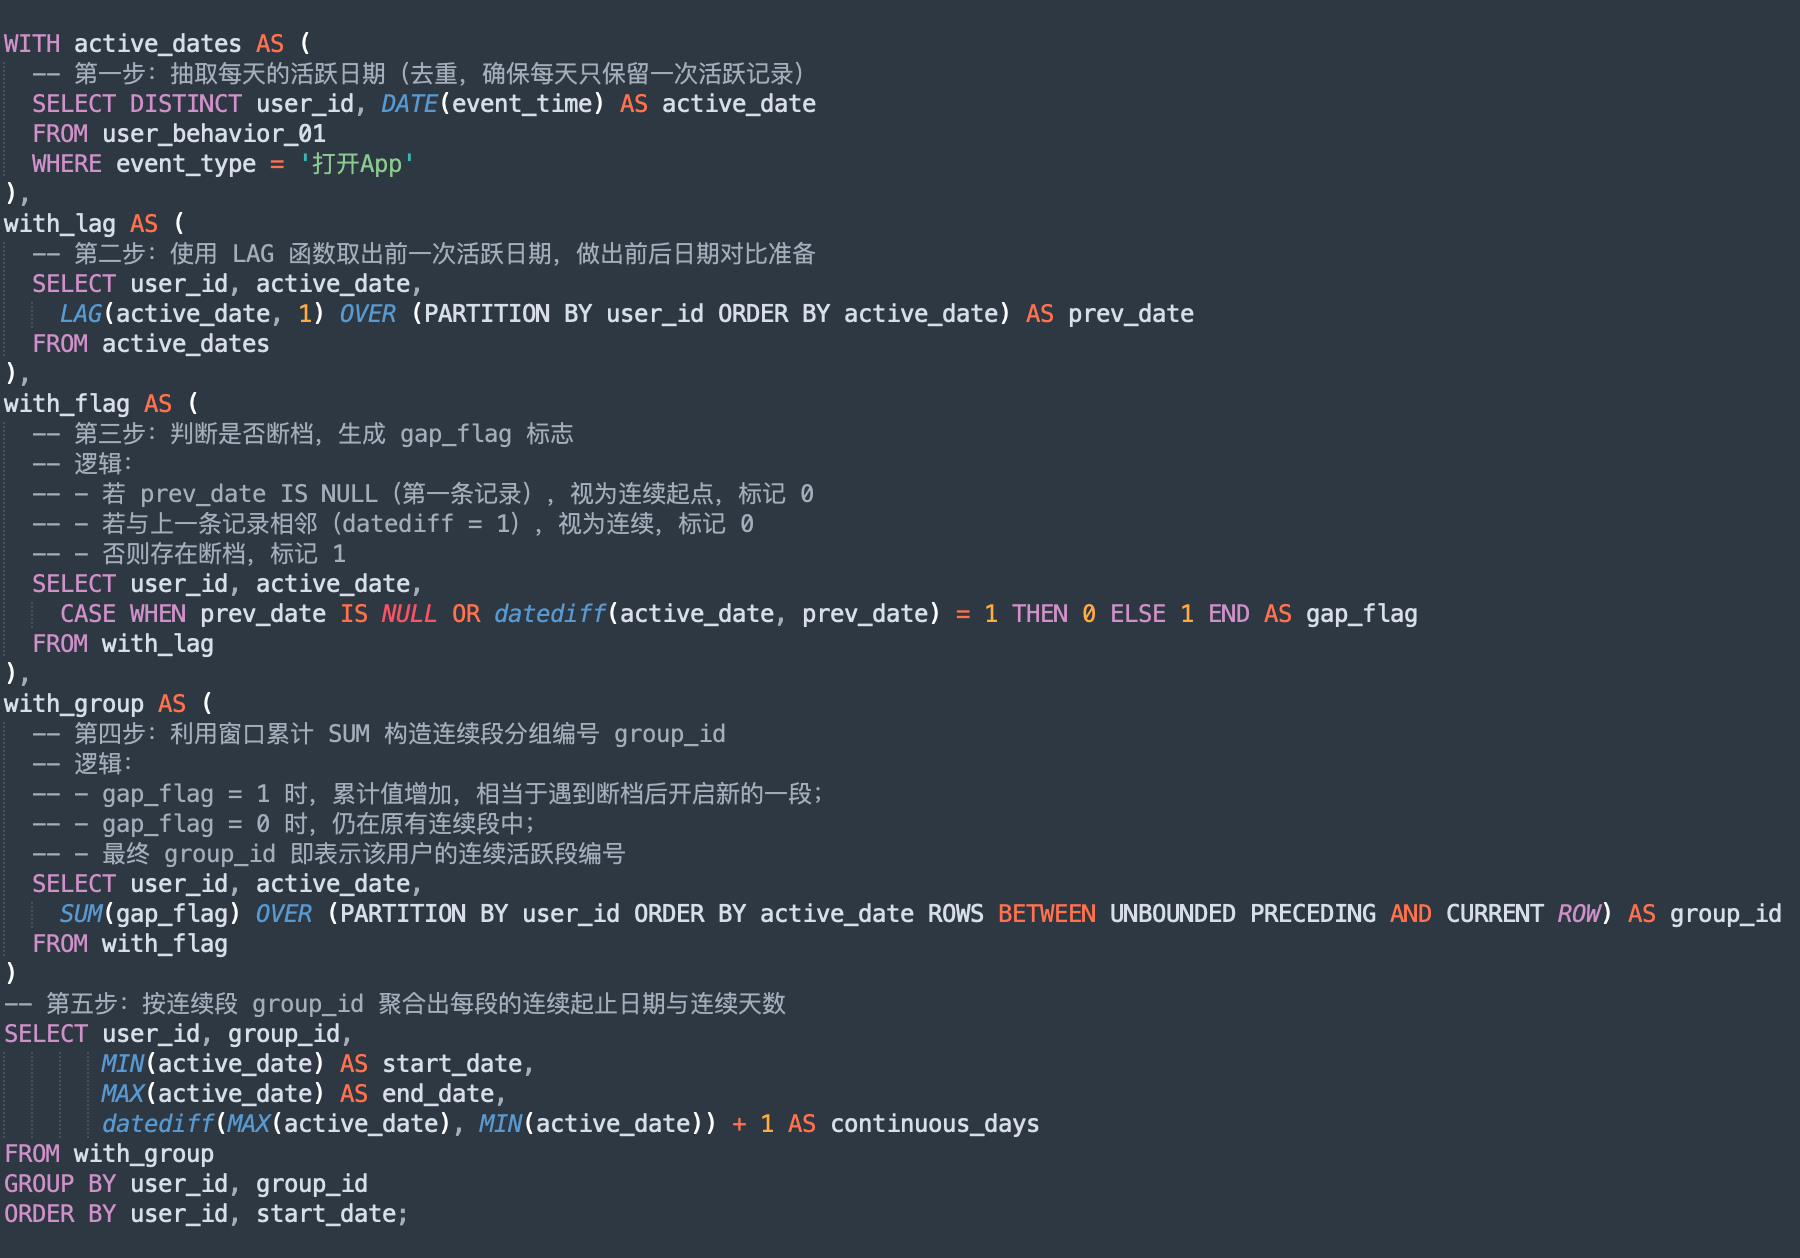 WITH active_dates AS (
-- 第一步：抽取每天的活跃日期（去重，确保每天只保留一次活跃记录）
SELECT DISTINCT user_id, DATE(event_time) AS active_date
FROM user_behavior_01
WHERE event_type = '打开App'
),
with_lag AS (
-- 第二步：使用 LAG 函数取出前一次活跃日期，做出前后日期对比准备
SELECT user_id, active_date,
LAG(active_date, 1) OVER (PARTITION BY user_id ORDER BY active_date) AS prev_date
FROM active_dates
),
with_flag AS (
-- 第三步：判断是否断档，生成 gap_flag 标志
-- 逻辑：
-- - 若 prev_date IS NULL（第一条记录），视为连续起点，标记 0
-- - 若与上一条记录相邻（datediff = 1），视为连续，标记 0
-- - 否则存在断档，标记 1
SELECT user_id, active_date,
CASE WHEN prev_date IS NULL OR datediff(active_date, prev_date) = 1 THEN 0 ELSE 1 END AS gap_flag
FROM with_lag
),
with_group AS (
-- 第四步：利用窗口累计 SUM 构造连续段分组编号 group_id
-- 逻辑：
-- - gap_flag = 1 时，累计值增加，相当于遇到断档后开启新的一段；
-- - gap_flag = 0 时，仍在原有连续段中；
-- - 最终 group_id 即表示该用户的连续活跃段编号
SELECT user_id, active_date,
SUM(gap_flag) OVER (PARTITION BY user_id ORDER BY active_date ROWS BETWEEN UNBOUNDED PRECEDING AND CURRENT ROW) AS group_id
FROM with_flag
)
-- 第五步：按连续段 group_id 聚合出每段的连续起止日期与连续天数
SELECT user_id, group_id,
MIN(active_date) AS start_date,
MAX(active_date) AS end_date,
datediff(MAX(active_date), MIN(active_date)) + 1 AS continuous_days
FROM with_group
GROUP BY user_id, group_id
ORDER BY user_id, start_date;